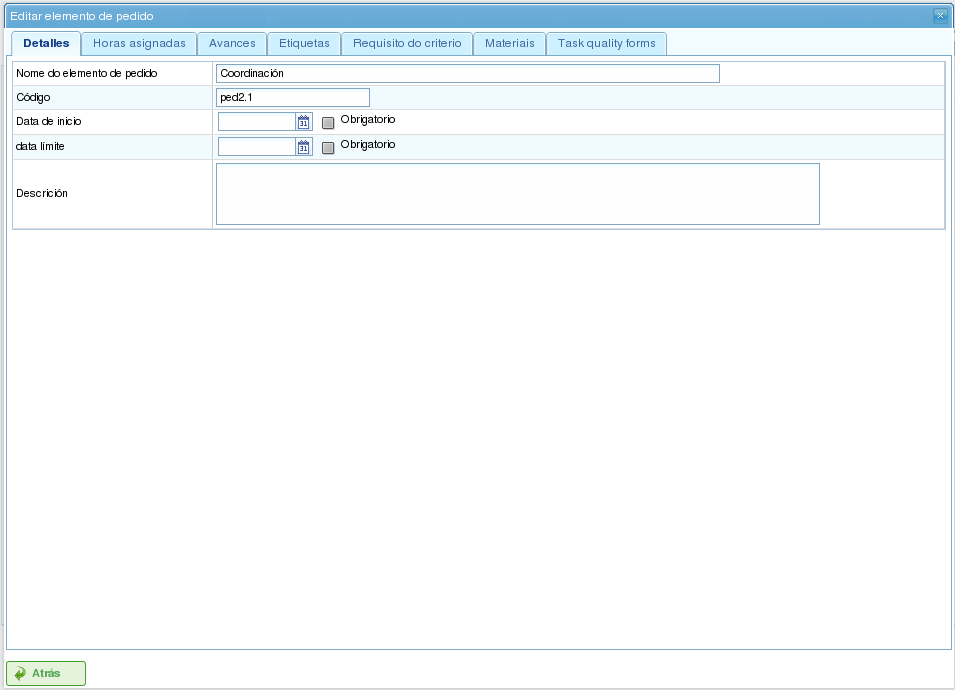 Editar elemento de pedido
Detalles Horas asignadas Avances Etiquetas Requisito do criterio Materiais Task quality forms
Nome do elemento de pedido Coordinación
Código ped2.1
Data de inicio 31 Obrigatorio
data límite 31 Obrigatorio
Descrición
Atrás